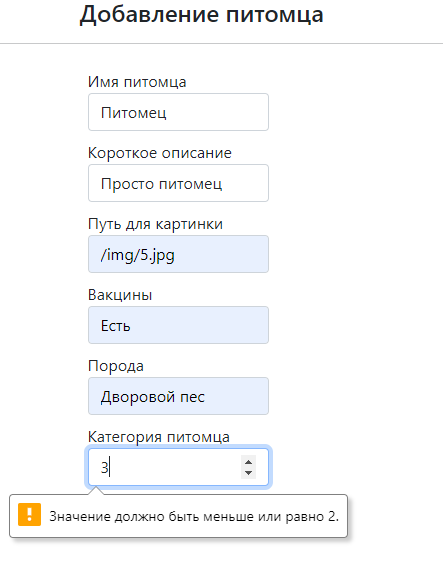 Добавление питомца
Имя питомца
Питомец
Короткое описание
Просто питомец
Путь для картинки
/img/5.jpg
Вакцины
Есть
Порода
Дворовой пес
Категория питомца
3
Значение должно быть меньше или равно 2.